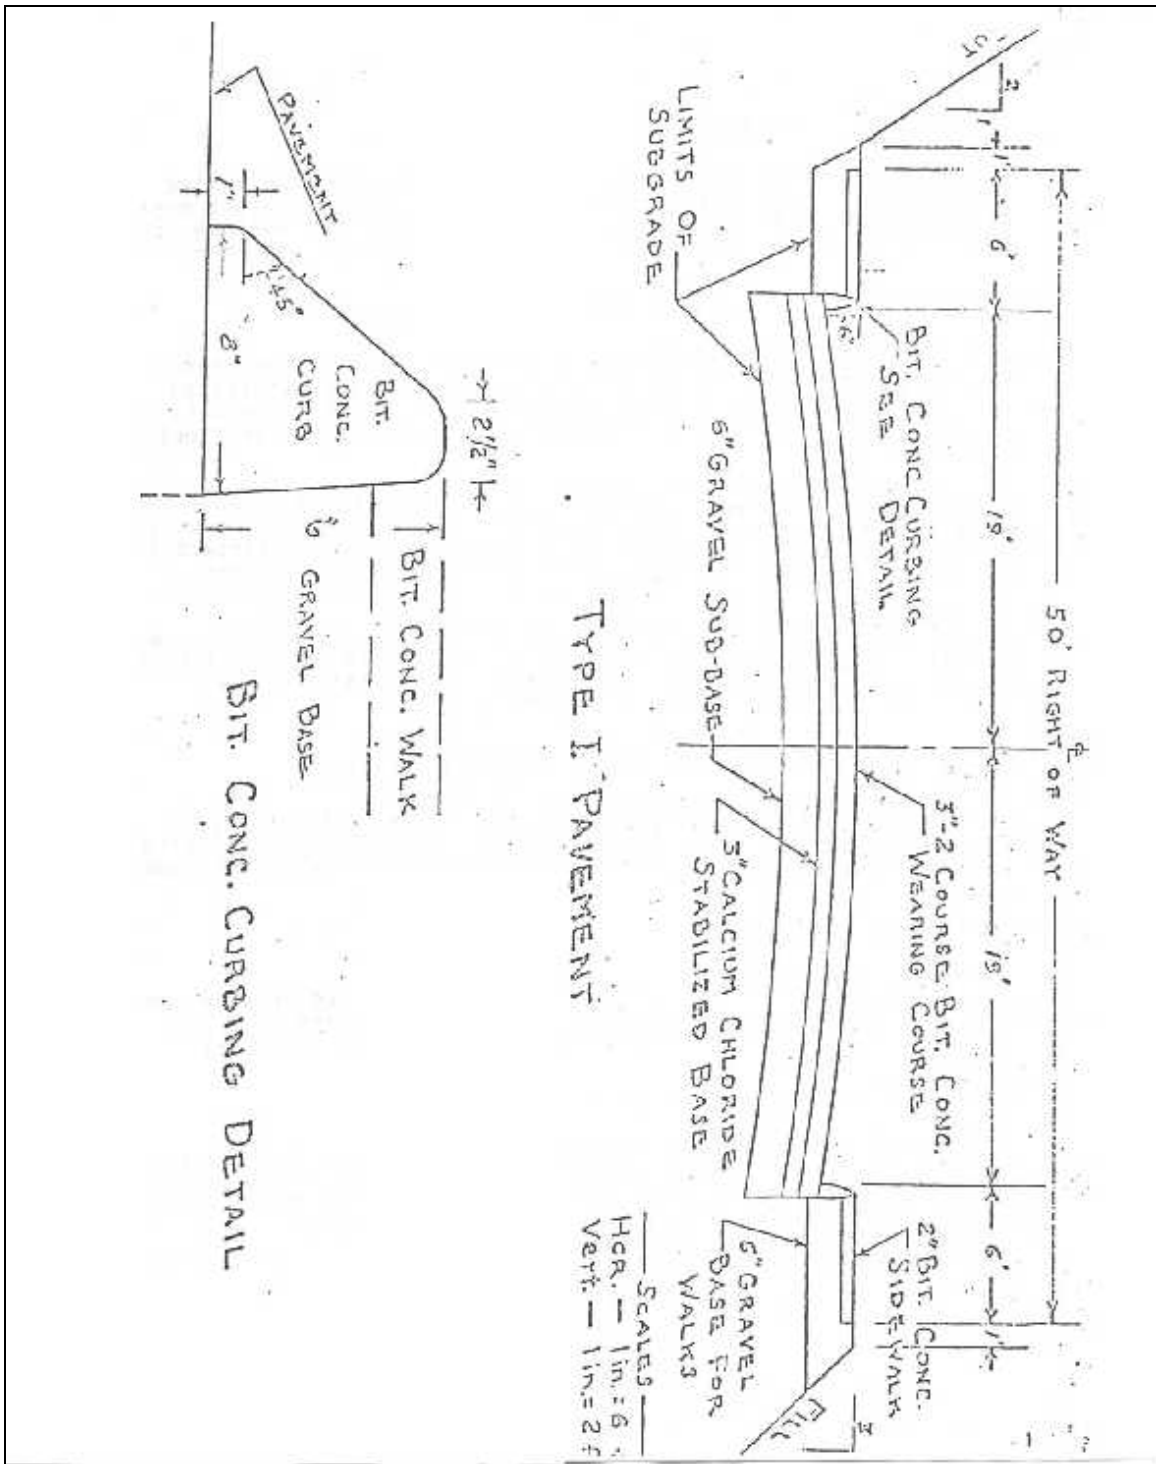 50' RIGHT OF WAY
℄
1'
6'
19'
19'
6'
1'
2
1
CUT
BIT. CONC CURBING
SEE DETAIL
3"-2 COURSE BIT. CONC.
WEARING COURSE
2" BIT. CONC.
SIDEWALK
6"
LIMITS OF
SUBGRADE
6" GRAVEL SUB-BASE
3" CALCIUM CHLORIDE
STABILIZED BASE
6" GRAVEL
BASE FOR
WALKS
FILL
TYPE I PAVEMENT
SCALES
HOR. — 1 in. = 6
Vert. — 1 in. = 2 f
PAVEMENT
1"
45°
8"
BIT.
CONC.
CURB
2 1/2"
BIT. CONC. WALK
6" GRAVEL BASE
BIT. CONC. CURBING DETAIL